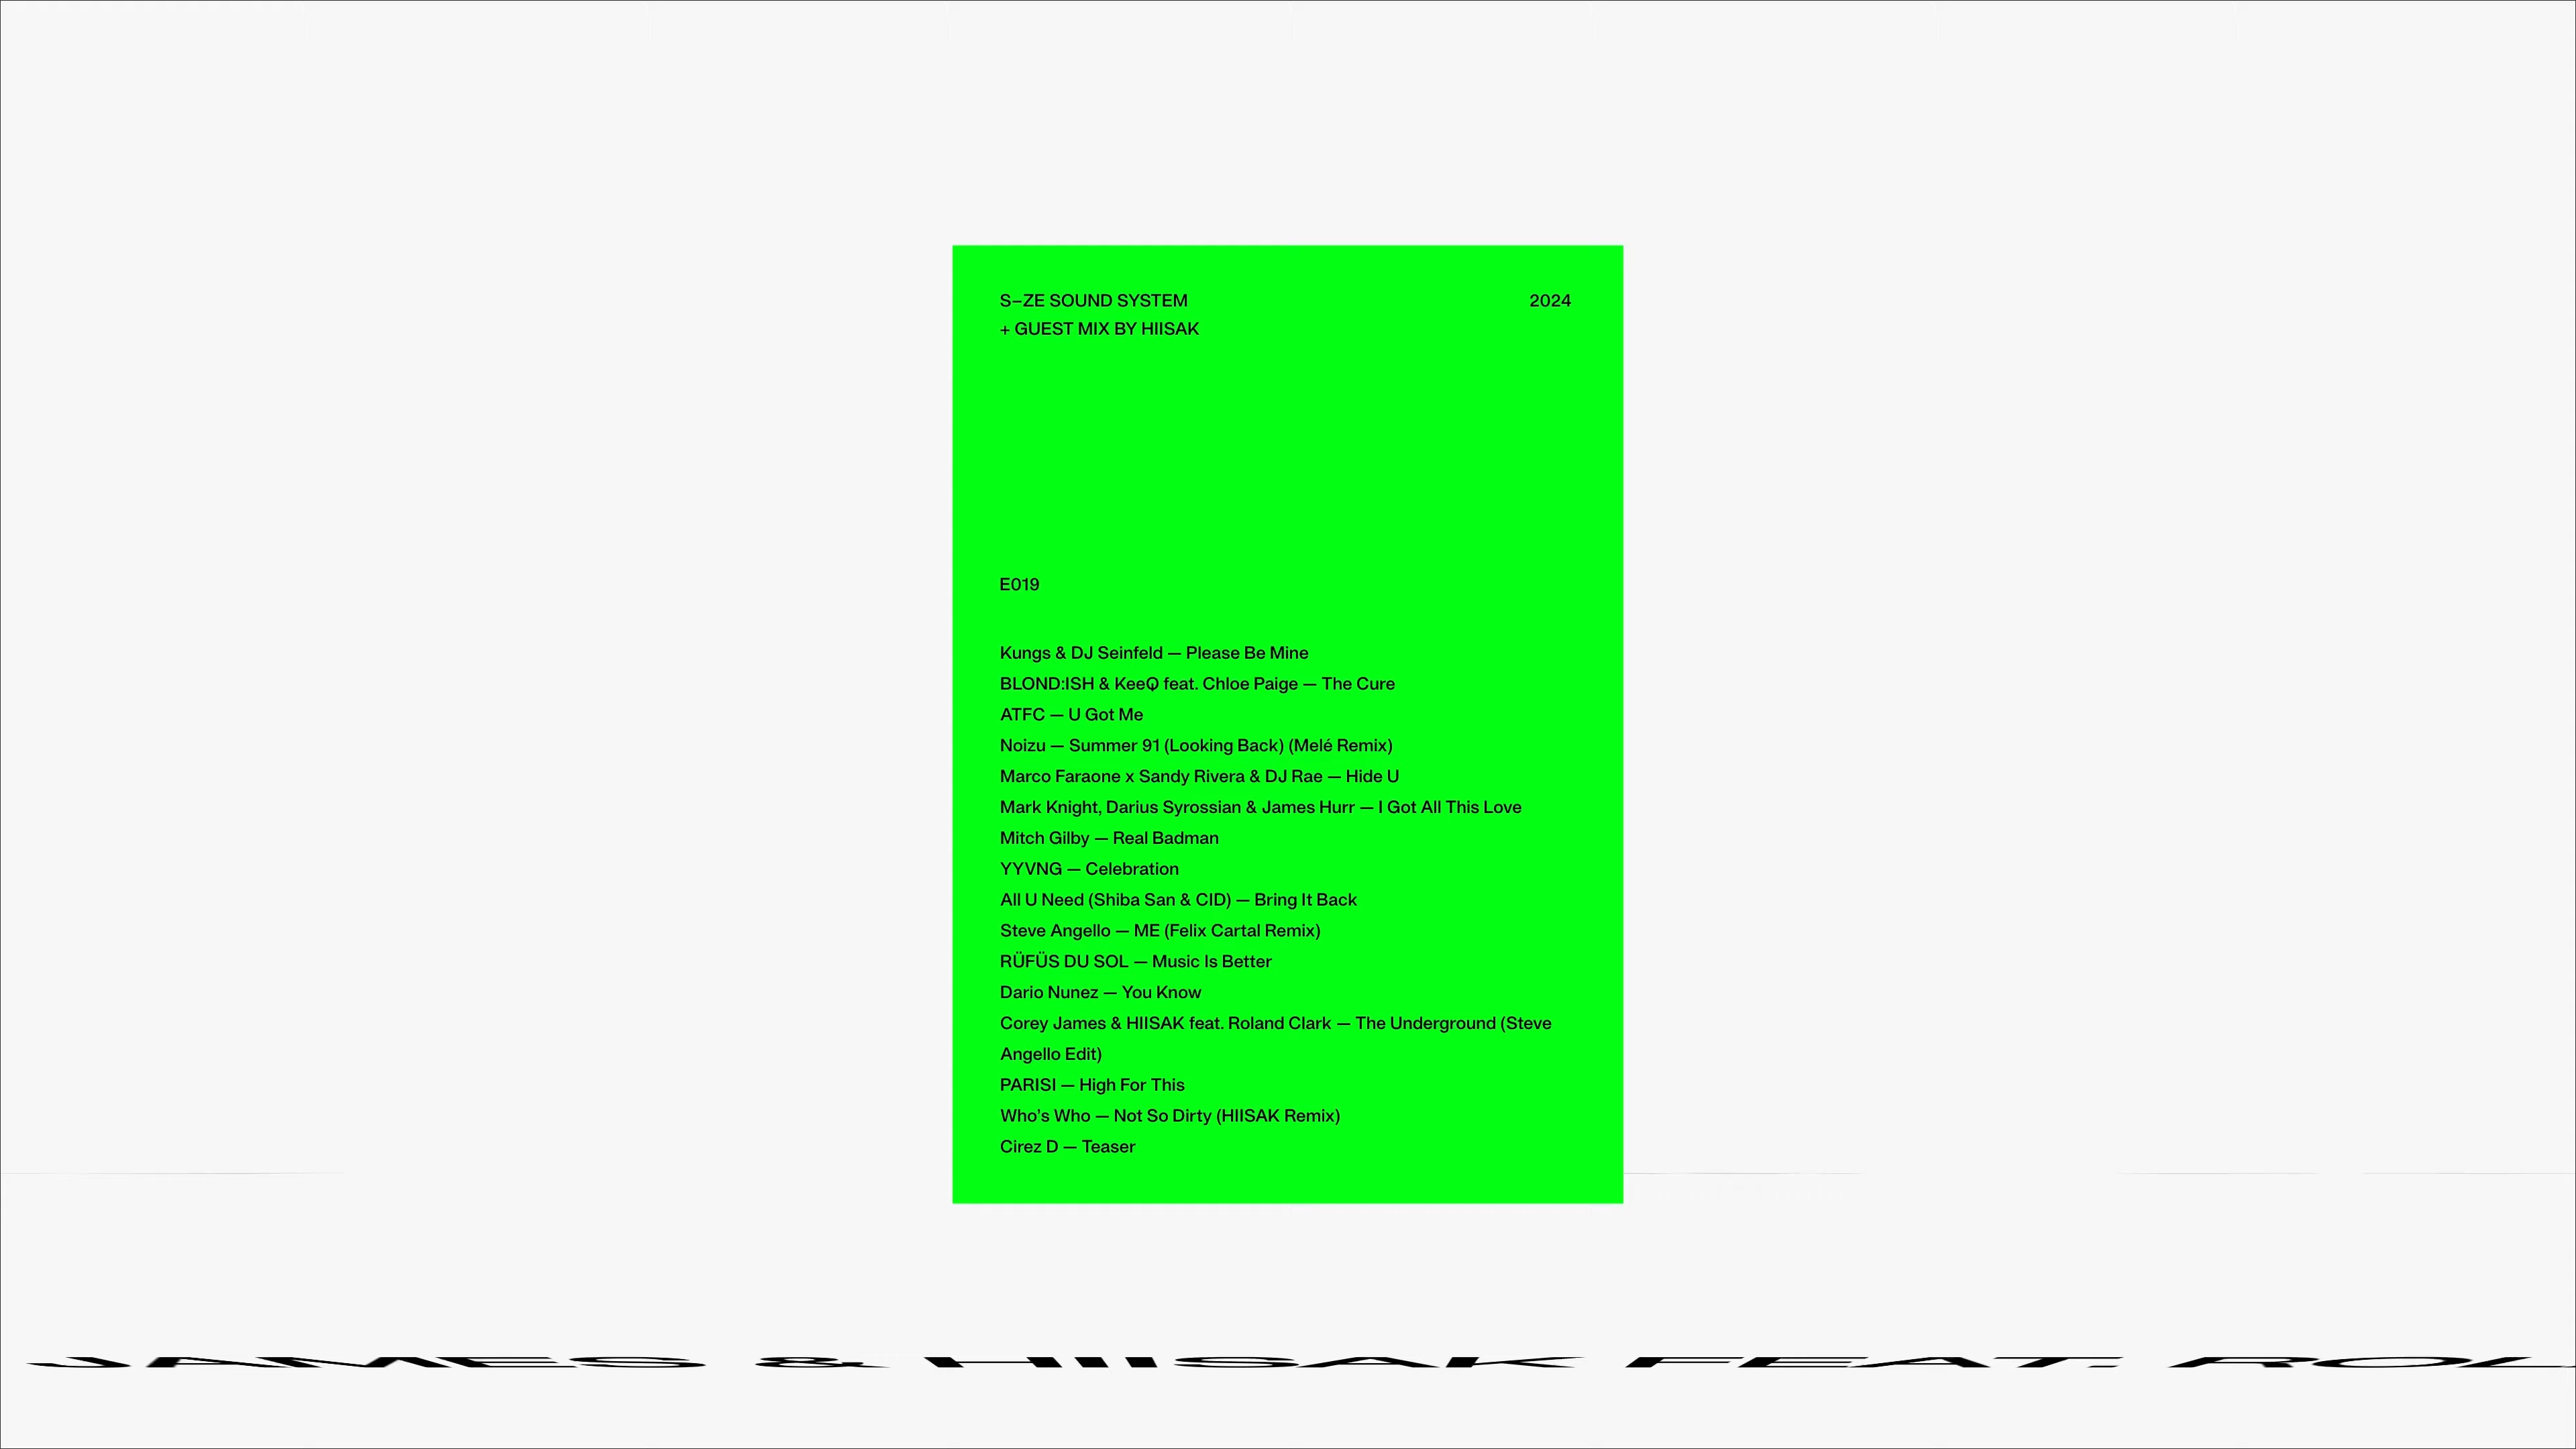 S–ZE SOUND SYSTEM
2024
+ GUEST MIX BY HIISAK
E019
Kungs & DJ Seinfeld — Please Be Mine
BLOND:ISH & KeeQ feat. Chloe Paige — The Cure
ATFC — U Got Me
Noizu — Summer 91 (Looking Back) (Melé Remix)
Marco Faraone x Sandy Rivera & DJ Rae — Hide U
Mark Knight, Darius Syrossian & James Hurr — I Got All This Love
Mitch Gilby — Real Badman
YYVNG — Celebration
All U Need (Shiba San & CID) — Bring It Back
Steve Angello — ME (Felix Cartal Remix)
RÜFÜS DU SOL — Music Is Better
Dario Nunez — You Know
Corey James & HIISAK feat. Roland Clark — The Underground (Steve
Angello Edit)
PARISI — High For This
Who's Who — Not So Dirty (HIISAK Remix)
Cirez D — Teaser
JAMES & HIISAK FEAT. ROL